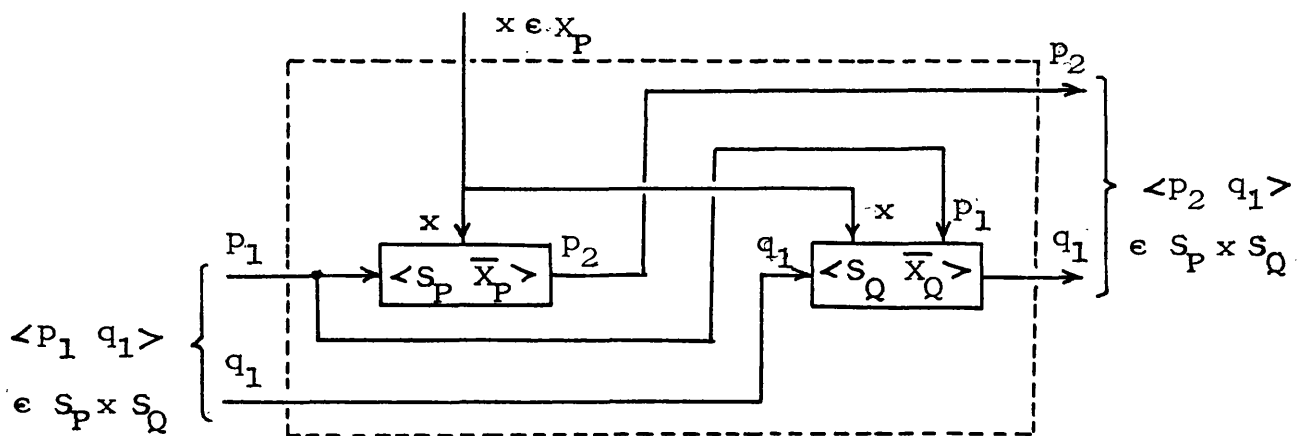 x ϵ X_P
p_2
<p_2 q_1>
ϵ S_P x S_Q
x
x
p_1
p_1
<S_P X̅_P>
p_2
q_1
<S_Q X̅_Q>
q_1
<p_1 q_1>
q_1
ϵ S_P x S_Q